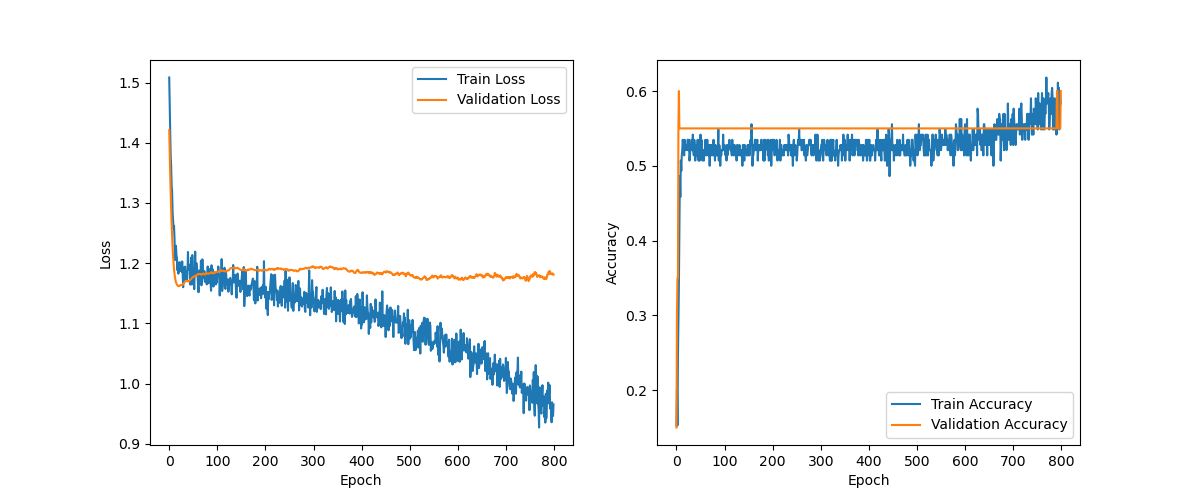 1.5
1.4
1.3
1.2
1.1
1.0
0.9
Loss
0 100 200 300 400 500 600 700 800
Epoch
Train Loss
Validation Loss
0.6
0.5
0.4
0.3
0.2
Accuracy
0 100 200 300 400 500 600 700 800
Epoch
Train Accuracy
Validation Accuracy